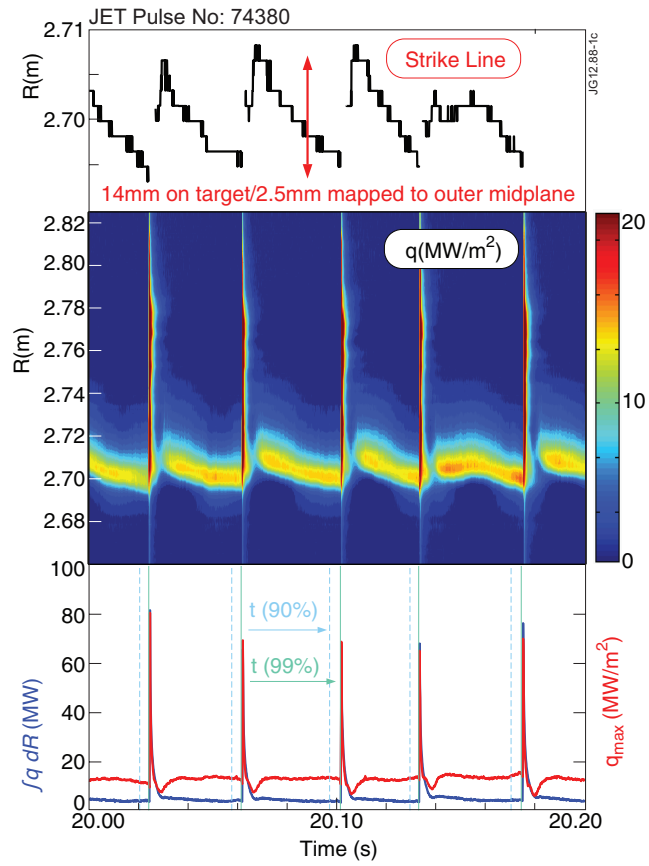 JET Pulse No: 74380
2.71
2.70
R(m)
Strike Line
14mm on target/2.5mm mapped to outer midplane
JG12.88-1c
2.82
2.80
2.78
2.76
2.74
2.72
2.70
2.68
R(m)
q(MW/m²)
20
10
0
100
80
60
40
20
0
∫q dR (MW)
t (90%)
t (99%)
qmax (MW/m²)
20.00
20.10
20.20
Time (s)